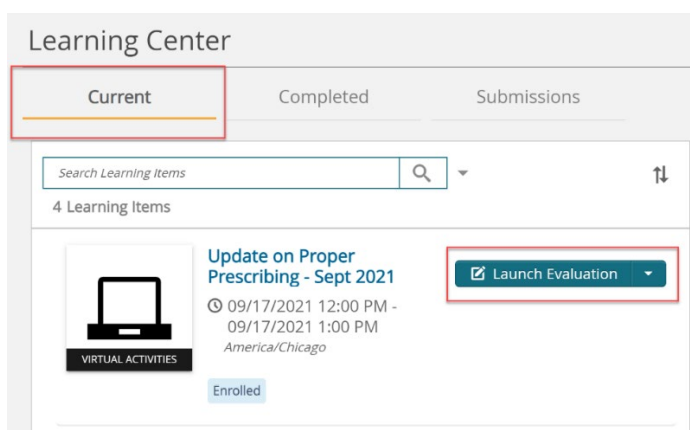 Learning Center
Current
Completed
Submissions
Search Learning Items
4 Learning Items
VIRTUAL ACTIVITIES
Update on Proper
Prescribing - Sept 2021
09/17/2021 12:00 PM -
09/17/2021 1:00 PM
America/Chicago
Enrolled
Launch Evaluation